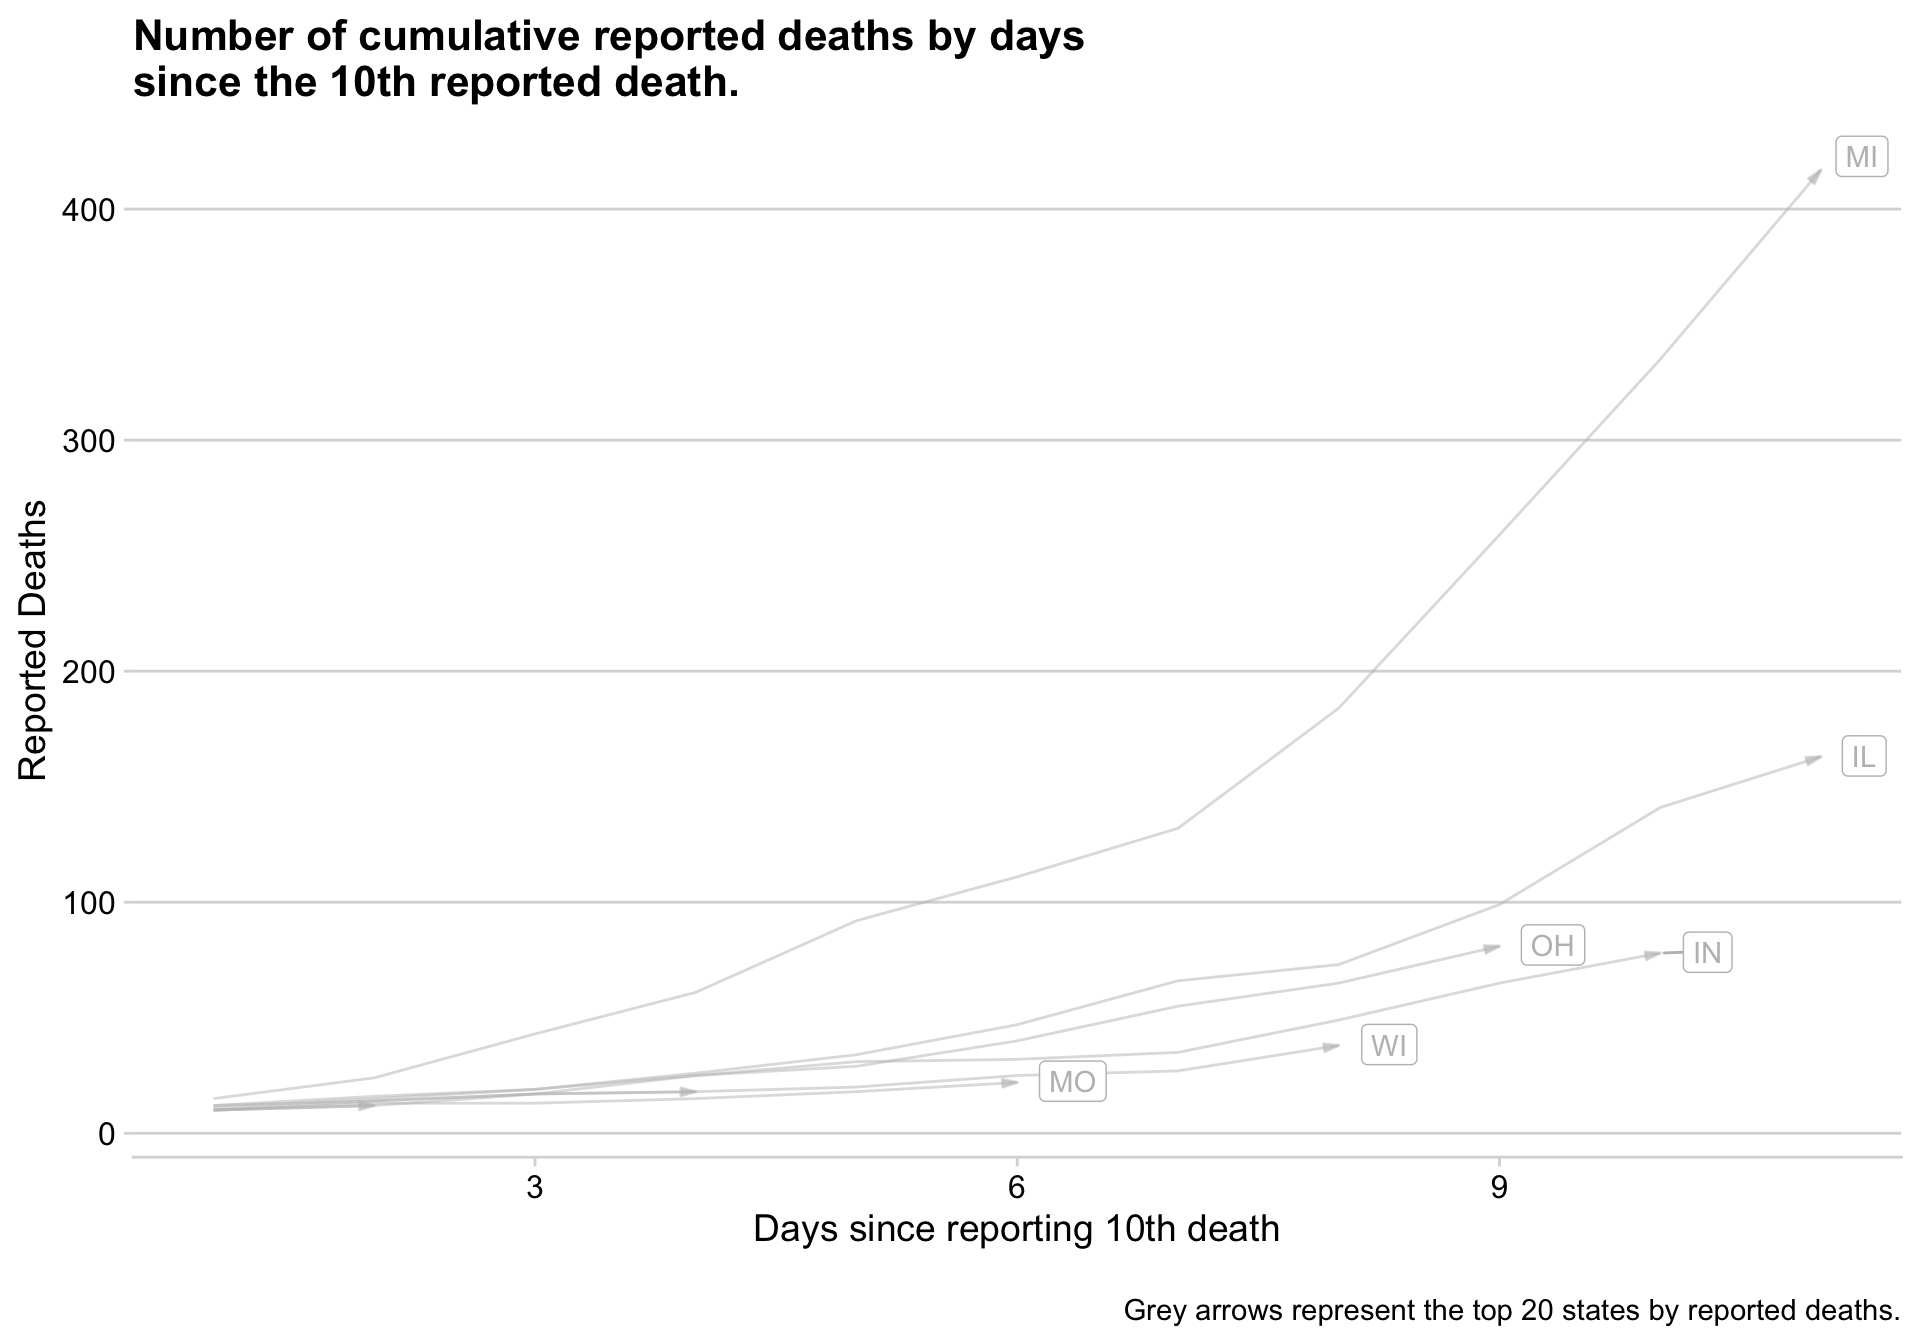 Number of cumulative reported deaths by days
since the 10th reported death.
MI
400
300
200
IL
100
OH
IN
WI
MO
0
3 6 9
Reported Deaths
Days since reporting 10th death
Grey arrows represent the top 20 states by reported deaths.